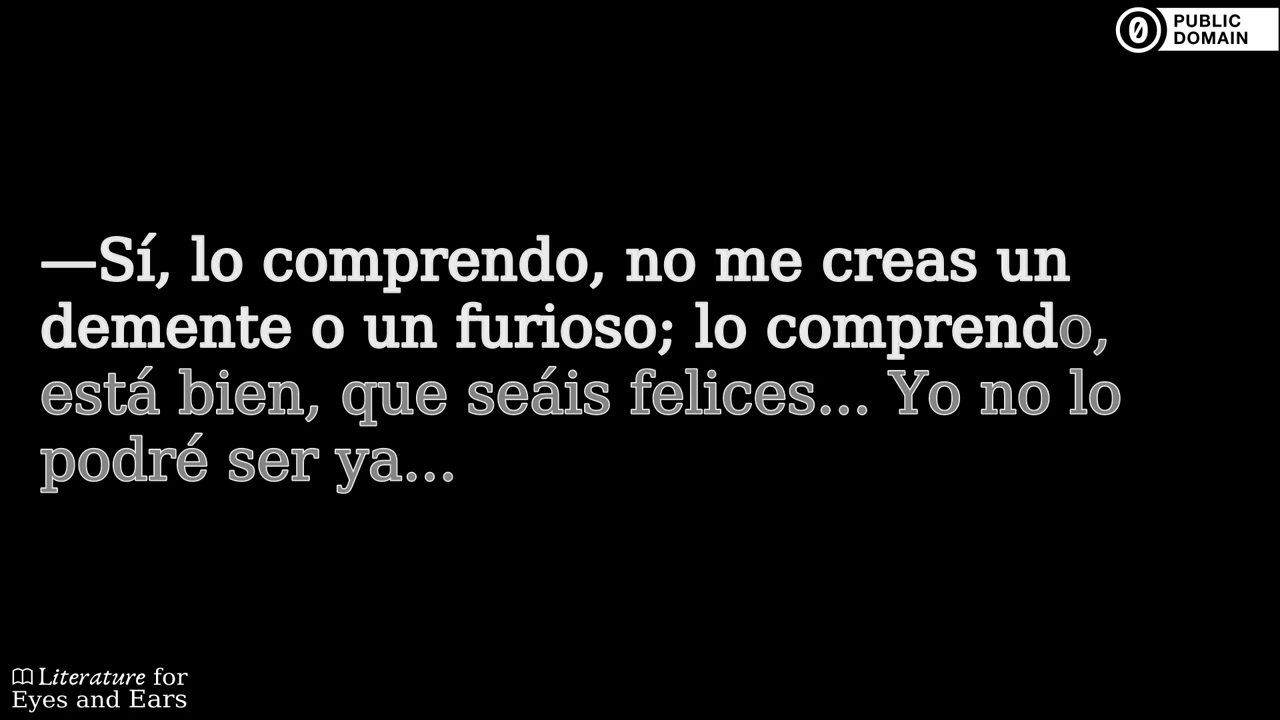 PUBLIC
DOMAIN
—Sí, lo comprendo, no me creas un
demente o un furioso; lo comprendo,
está bien, que seáis felices... Yo no lo
podré ser ya...
Literature for
Eyes and Ears